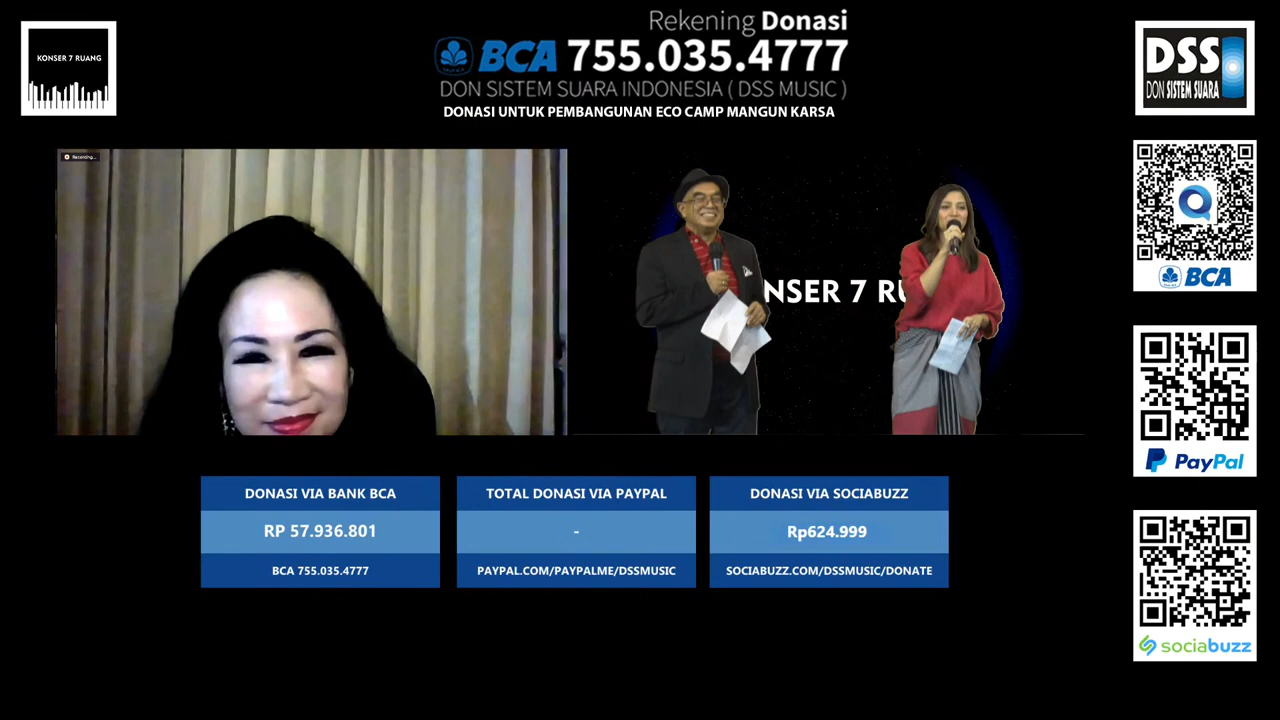 KONSER 7 RUANG
Rekening Donasi
BCA 755.035.4777
DON SISTEM SUARA INDONESIA ( DSS MUSIC )
DONASI UNTUK PEMBANGUNAN ECO CAMP MANGUN KARSA
DSS
DON SISTEM SUARA
Recording...
NSER 7 RU
BCA
PayPal
sociabuzz
DONASI VIA BANK BCA
RP 57.936.801
BCA 755.035.4777
TOTAL DONASI VIA PAYPAL
-
PAYPAL.COM/PAYPALME/DSSMUSIC
DONASI VIA SOCIABUZZ
Rp624.999
SOCIABUZZ.COM/DSSMUSIC/DONATE